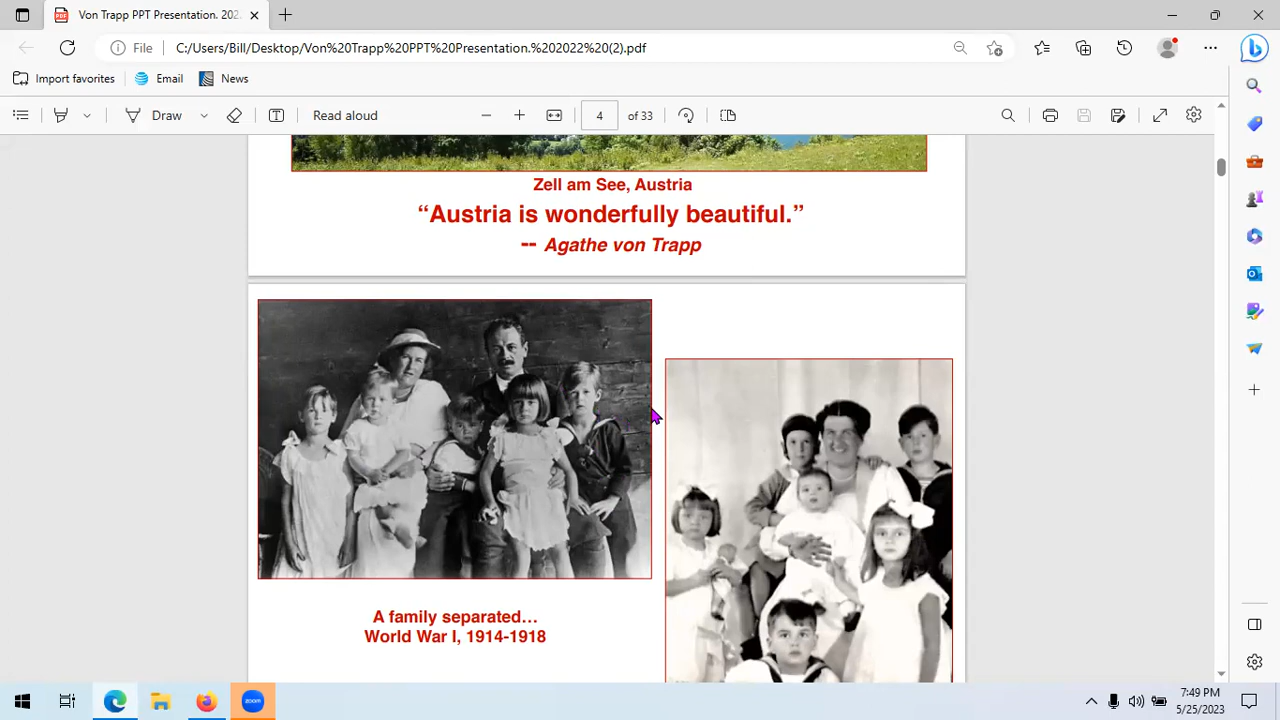 Von Trapp PPT Presentation. 202
File
C:/Users/Bill/Desktop/Von%20Trapp%20PPT%20Presentation.%202022%20(2).pdf
Import favorites
Email
News
Draw
Read aloud
4
of 33
Zell am See, Austria
“Austria is wonderfully beautiful.”
-- Agathe von Trapp
A family separated...
World War I, 1914-1918
zoom
7:49 PM
5/25/2023